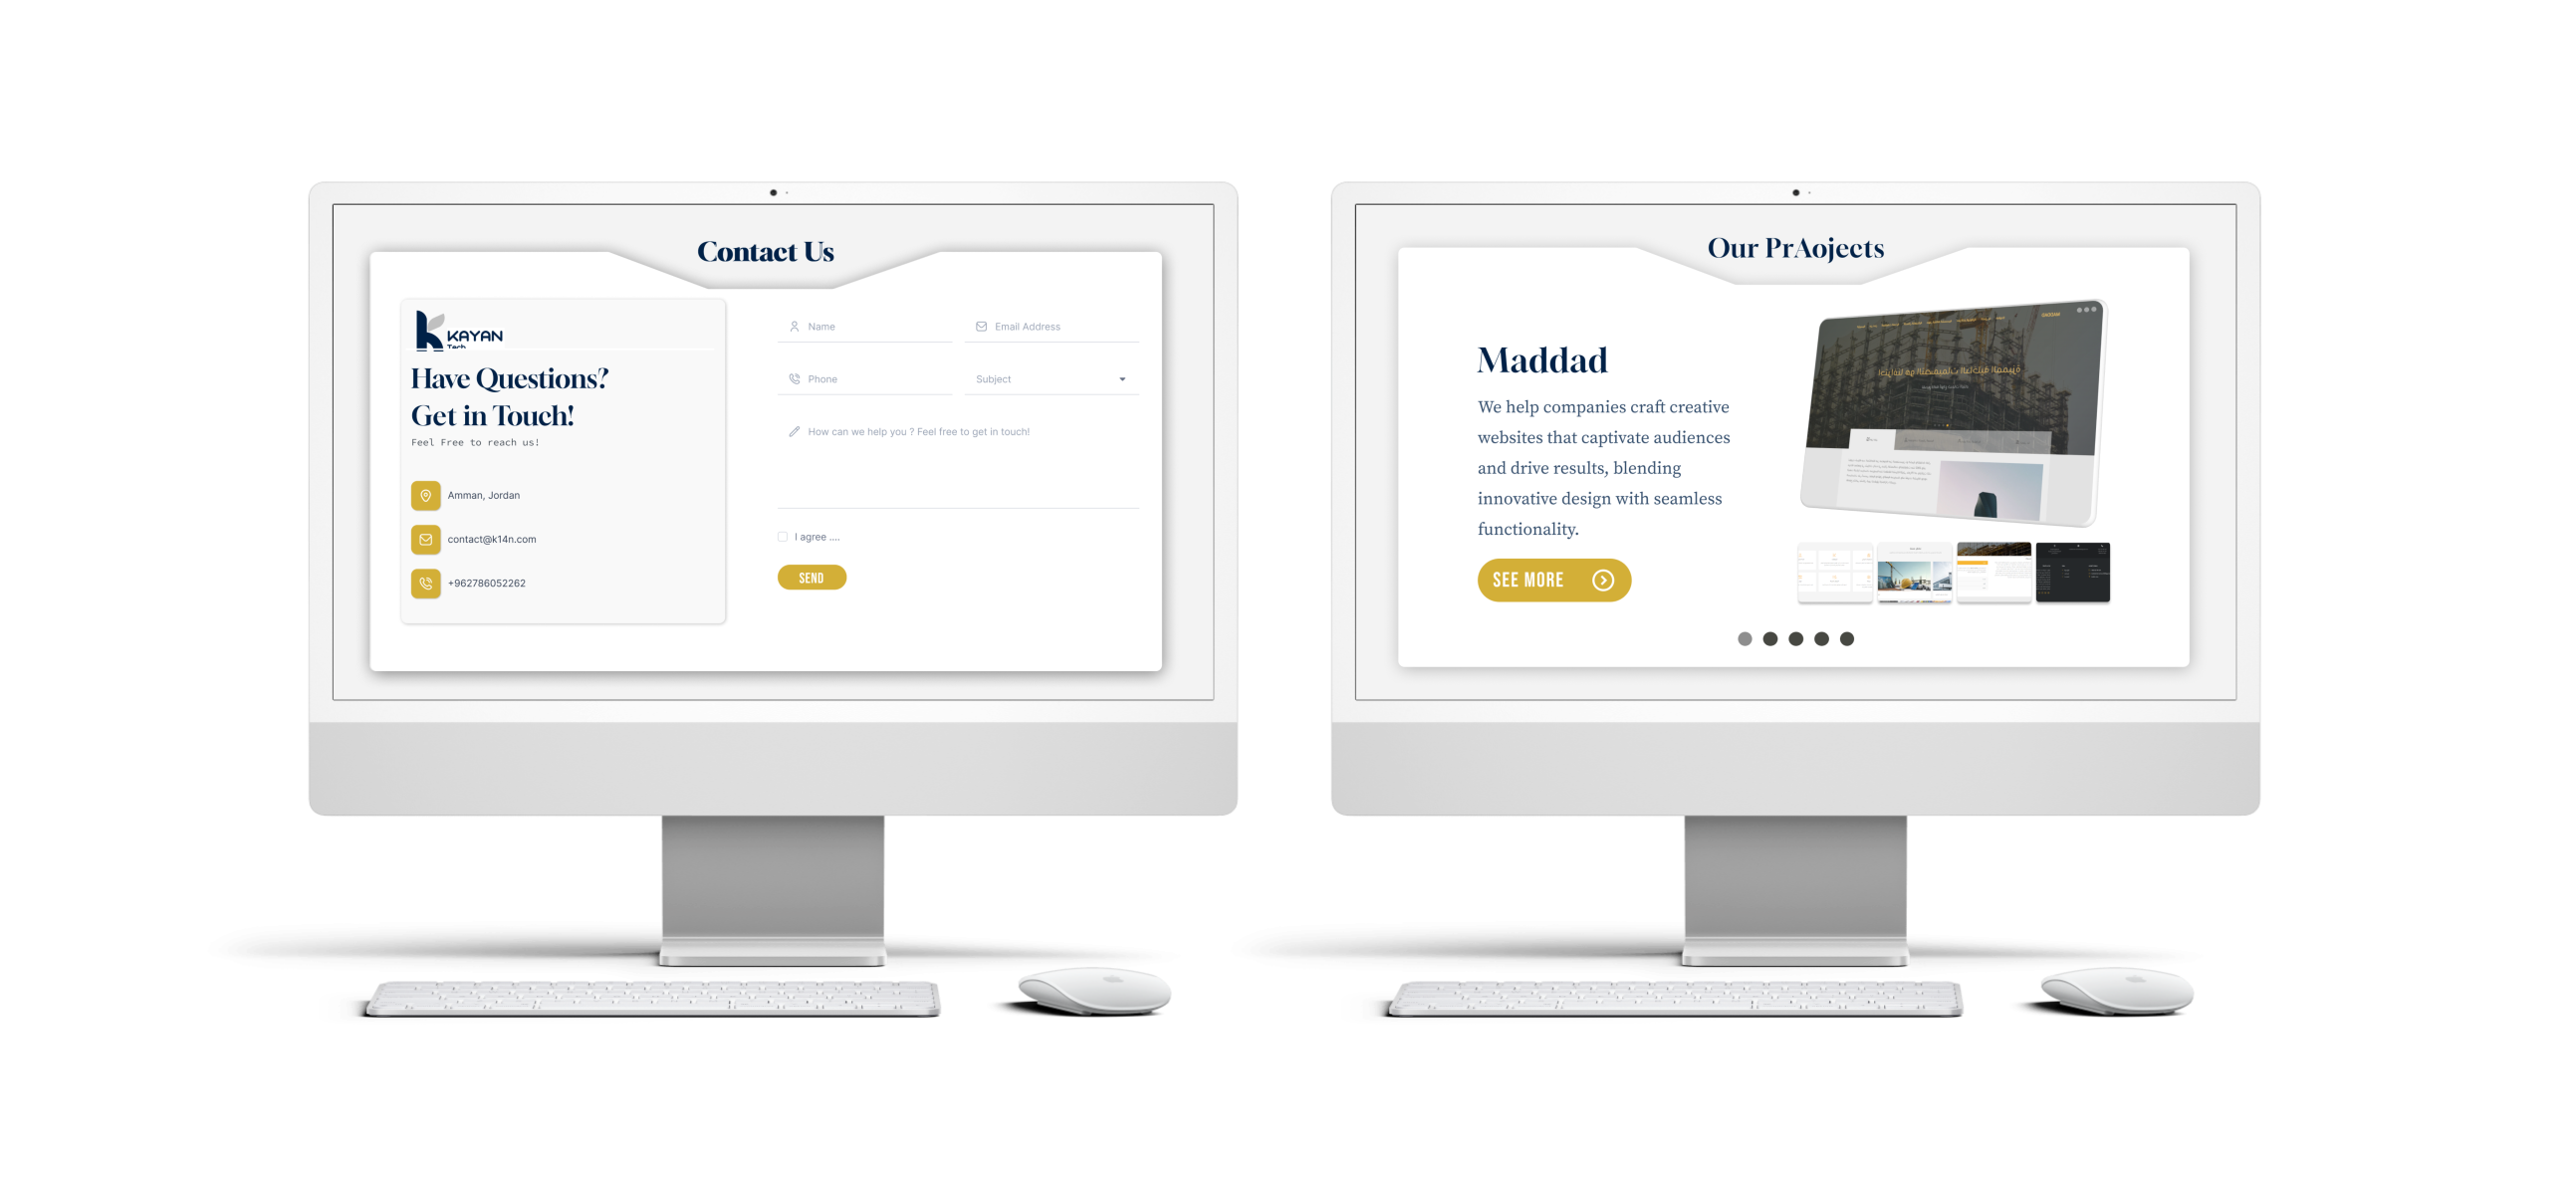 Contact Us
KAYAN
Tech
Have Questions?
Get in Touch!
Feel Free to reach us!
Amman, Jordan
contact@k14n.com
+962786052262
Name
Email Address
Phone
Subject
How can we help you ? Feel free to get in touch!
I agree ....
SEND
Our PrAojects
Maddad
We help companies craft creative
websites that captivate audiences
and drive results, blending
innovative design with seamless
functionality.
SEE MORE